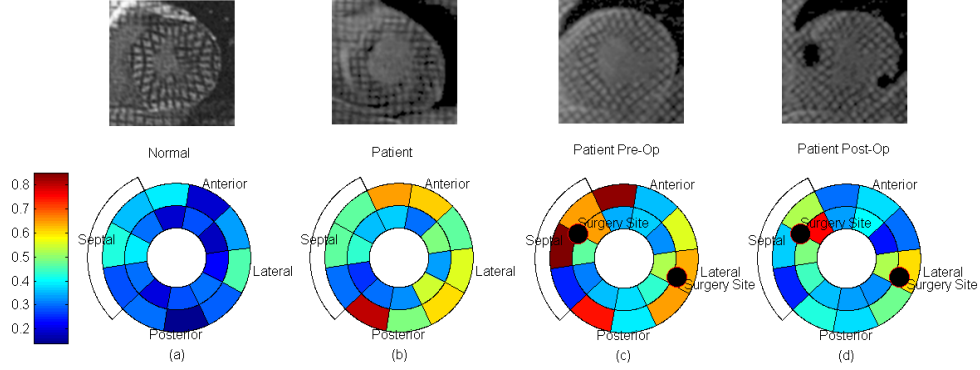 Normal
Patient
Patient Pre-Op
Patient Post-Op
0.8
0.7
0.6
0.5
0.4
0.3
0.2
Anterior
Septal
Lateral
Posterior
(a)
Anterior
Septal
Lateral
Posterior
(b)
Anterior
Surgery Site
Septal
Lateral
Surgery Site
Posterior
(c)
Anterior
Surgery Site
Septal
Lateral
Surgery Site
Posterior
(d)